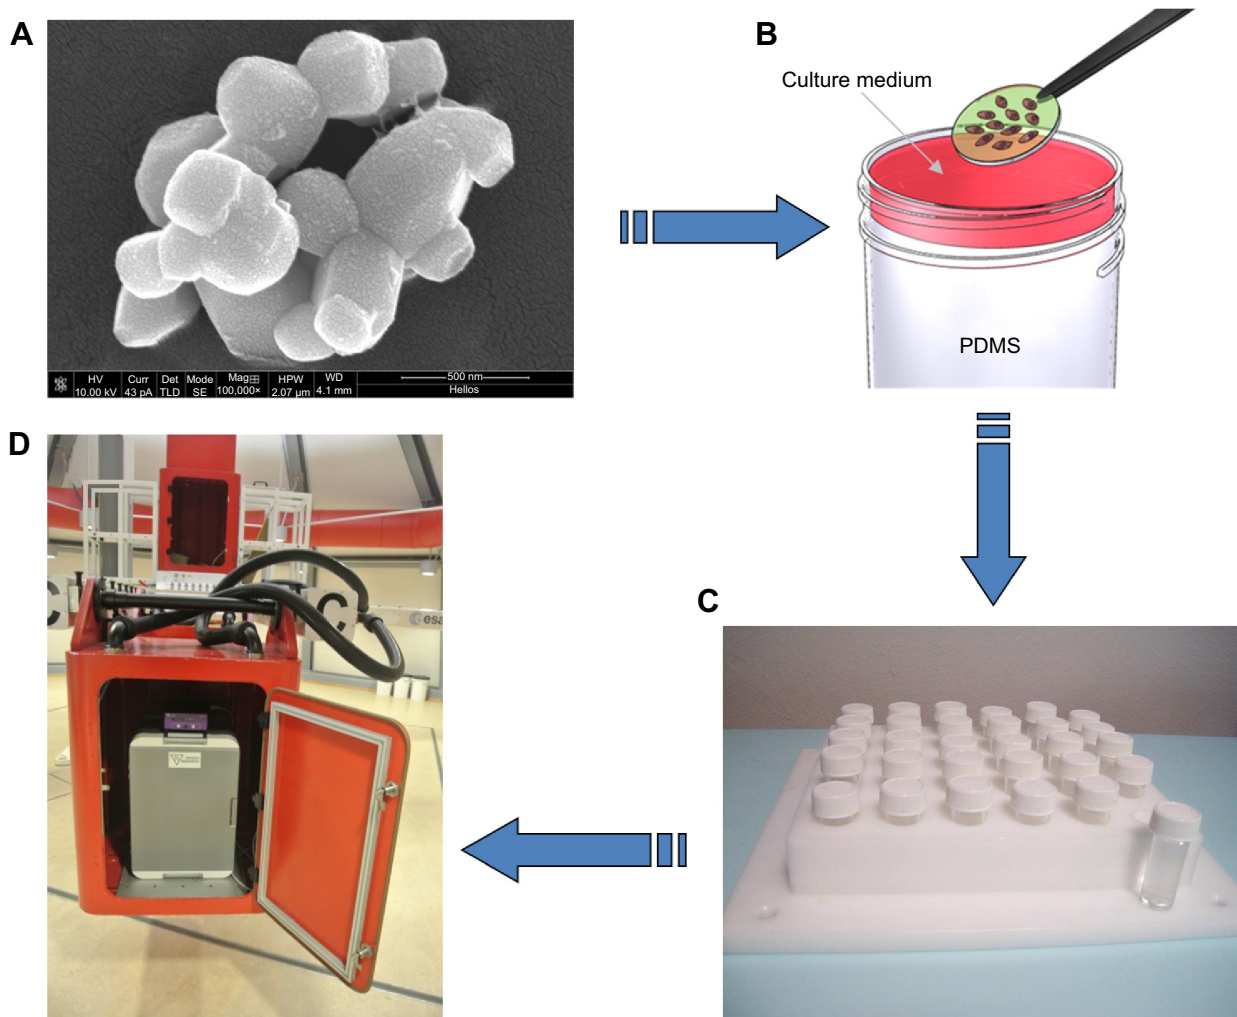 A
B
Culture medium
PDMS
HV Curr Det Mode Mag HPW WD 500 nm
10.00 kV 43 pA TLD SE 100,000× 2.07 µm 4.1 mm Hellos
D
C
C
esa
C